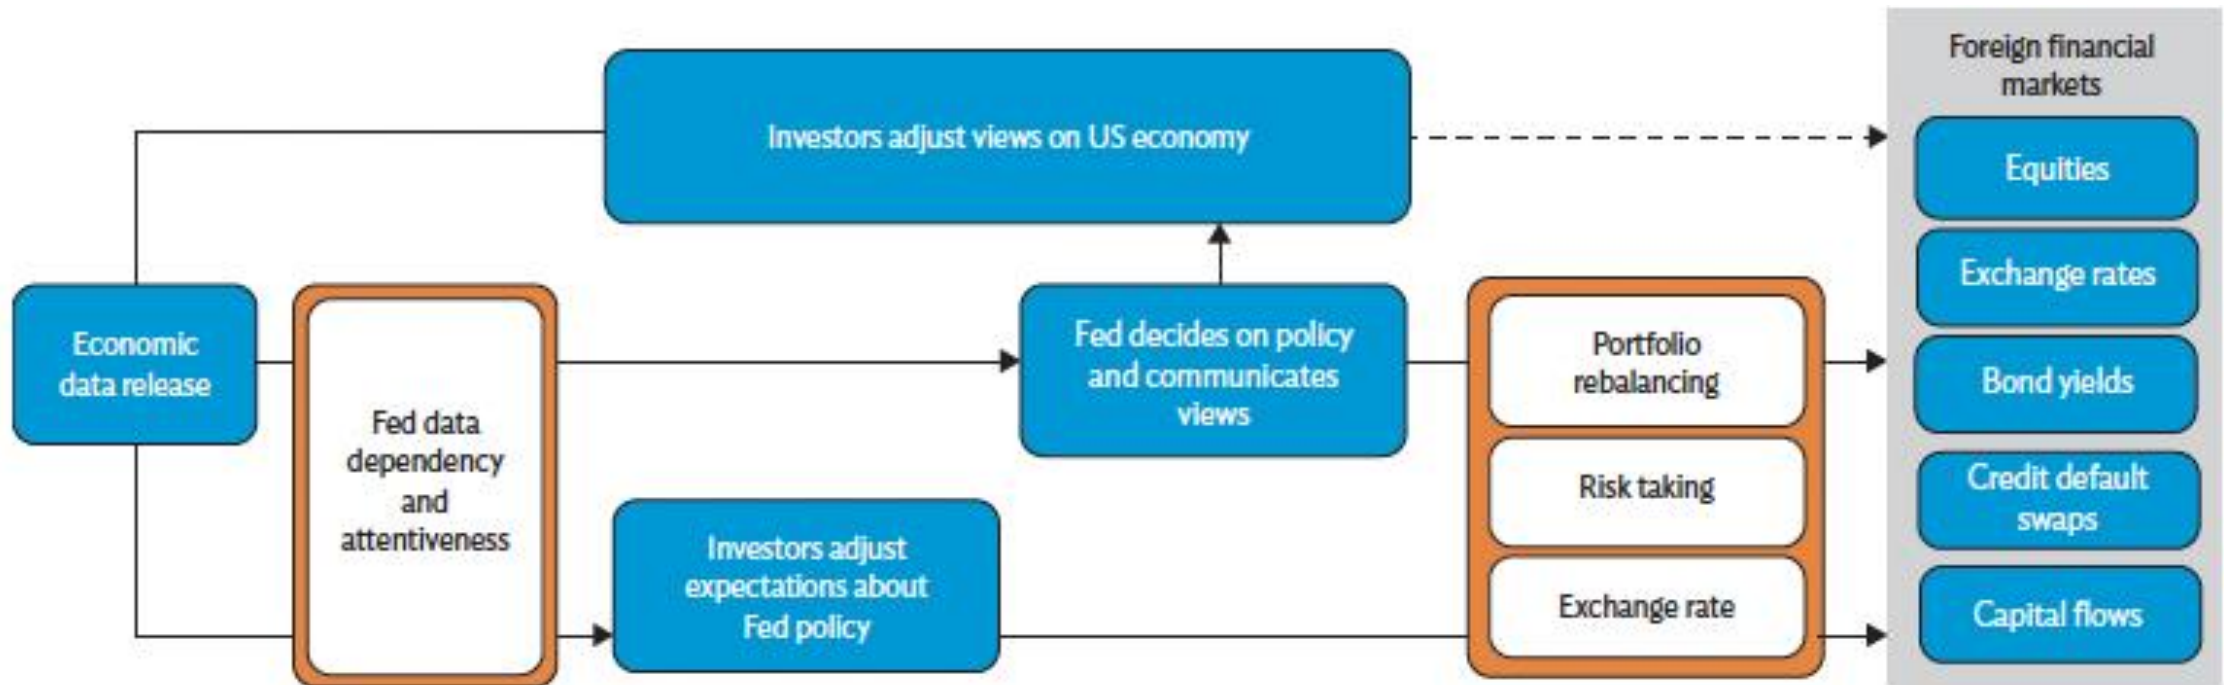 Foreign financial
markets
Investors adjust views on US economy
Equities
Exchange rates
Economic
data release
Fed data
dependency
and
attentiveness
Fed decides on policy
and communicates
views
Portfolio
rebalancing
Bond yields
Risk taking
Credit default
swaps
Investors adjust
expectations about
Fed policy
Exchange rate
Capital flows